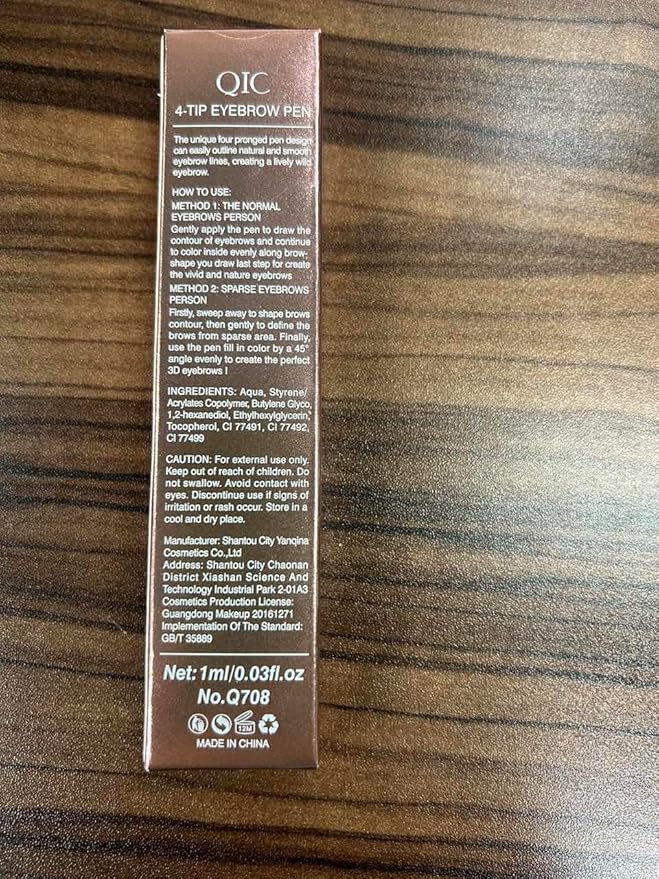 QIC
4-TIP EYEBROW PEN
The unique four pronged pen design
can easily outline natural and smooth
eyebrow lines, creating a lively wild
eyebrow.
HOW TO USE:
METHOD 1: THE NORMAL
EYEBROWS PERSON
Gently apply the pen to draw the
contour of eyebrows and continue
to color inside evenly along brow-
shape you draw last step for create
the vivid and nature eyebrows
METHOD 2: SPARSE EYEBROWS
PERSON
Firstly, sweep away to shape brows
contour, then gently to define the
brows from sparse area. Finally,
use the pen fill in color by a 45°
angle evenly to create the perfect
3D eyebrows !
INGREDIENTS: Aqua, Styrene/
Acrylates Copolymer, Butylene Glyco,
1,2-hexanediol, Ethylhexylglycerin,
Tocopherol, CI 77491, CI 77492,
CI 77499
CAUTION: For external use only.
Keep out of reach of children. Do
not swallow. Avoid contact with
eyes. Discontinue use if signs of
irritation or rash occur. Store in a
cool and dry place.
Manufacturer: Shantou City Yanqina
Cosmetics Co.,Ltd
Address: Shantou City Chaonan
District Xiashan Science And
Technology Industrial Park 2-01A3
Cosmetics Production License:
Guangdong Makeup 20161271
Implementation Of The Standard:
GB/T 35889
Net: 1ml/0.03fl.oz
No.Q708
12M
MADE IN CHINA